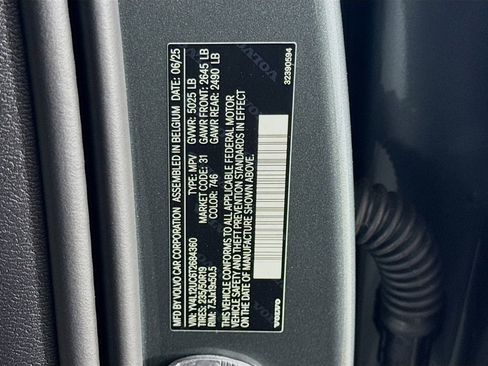 MFD BY VOLVO CAR CORPORATION ASSEMBLED IN BELGIUM DATE: 06/25
GVWR: 5025 LB
GAWR FRONT: 2645 LB
GAWR REAR: 2490 LB
VIN: YV4L12UC6T2684360 TYPE: MPV
TIRES: 235/50R19 MARKET CODE: 31
RIM: 7.5Jx19x50.5 COLOR: 746
THIS VEHICLE CONFORMS TO ALL APPLICABLE FEDERAL MOTOR
VEHICLE SAFETY AND THEFT PREVENTION STANDARDS IN EFFECT
ON THE DATE OF MANUFACTURE SHOWN ABOVE.
VOLVO
32390594
VOLVO